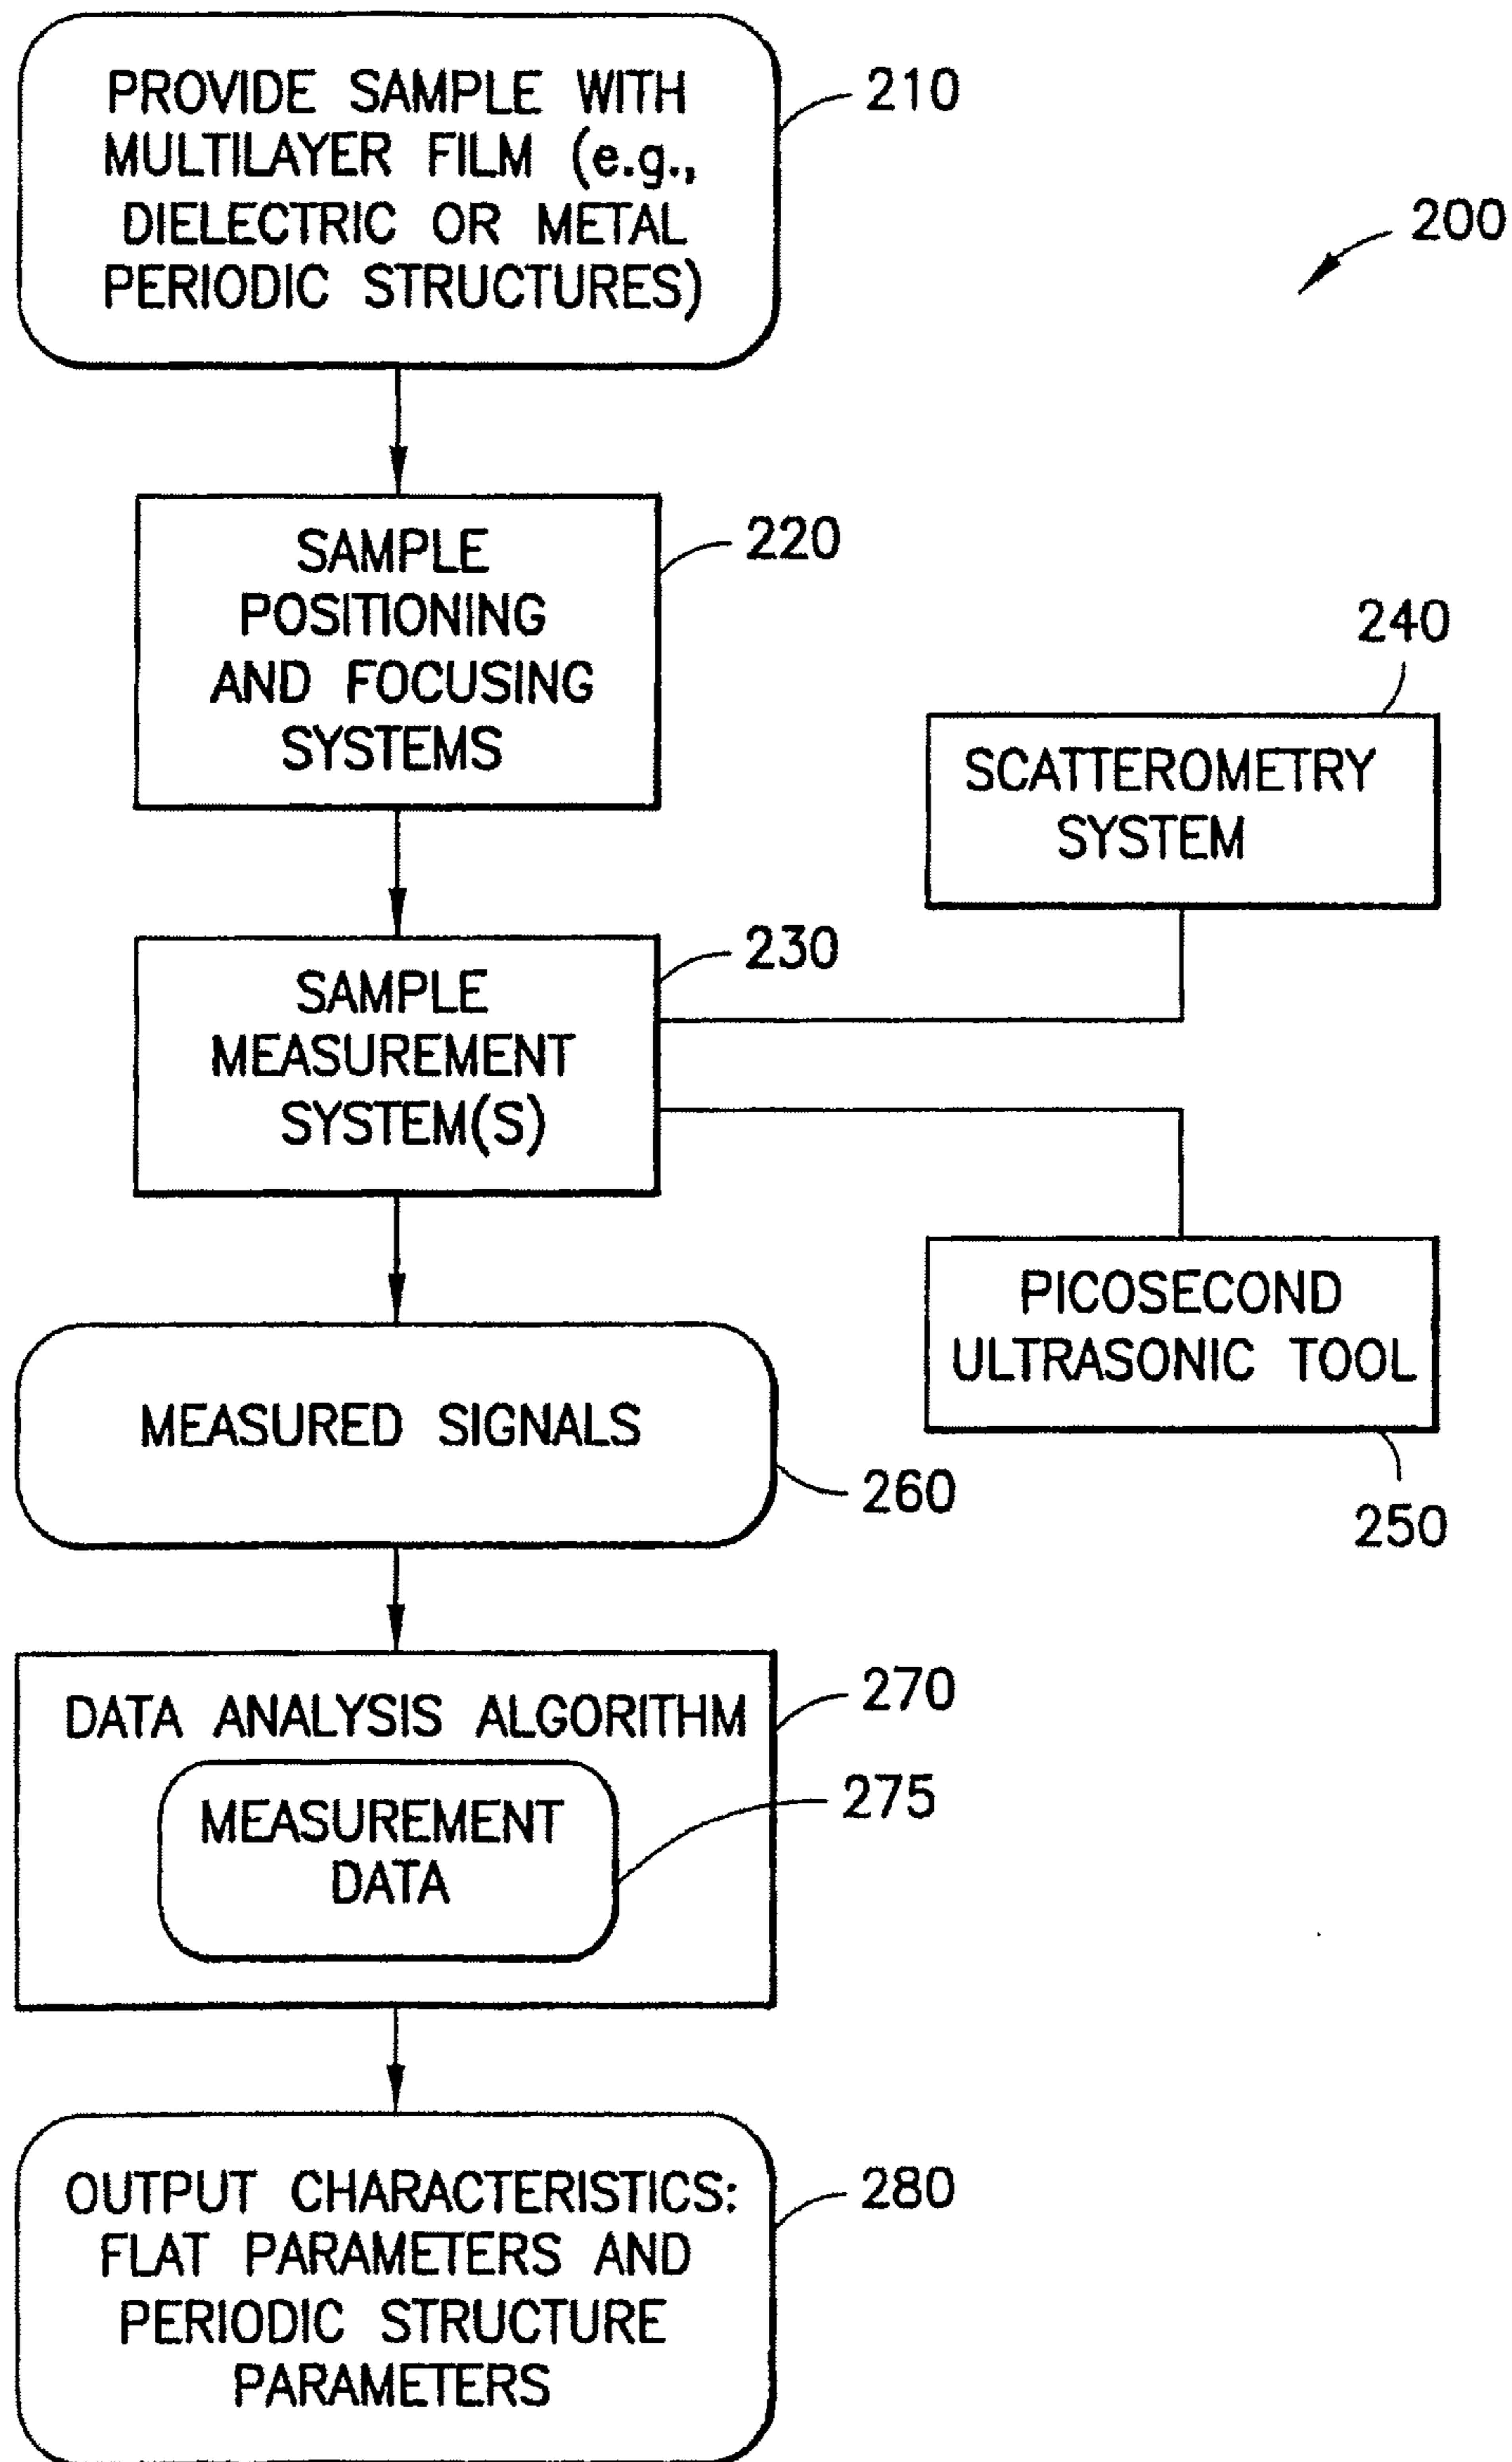 PROVIDE SAMPLE WITH
MULTILAYER FILM (e.g.,
DIELECTRIC OR METAL
PERIODIC STRUCTURES)
210
200
SAMPLE
POSITIONING
AND FOCUSING
SYSTEMS
220
240
SCATTEROMETRY
SYSTEM
230
SAMPLE
MEASUREMENT
SYSTEM(S)
PICOSECOND
ULTRASONIC TOOL
250
MEASURED SIGNALS
260
DATA ANALYSIS ALGORITHM
270
MEASUREMENT
DATA
275
OUTPUT CHARACTERISTICS:
FLAT PARAMETERS AND
PERIODIC STRUCTURE
PARAMETERS
280